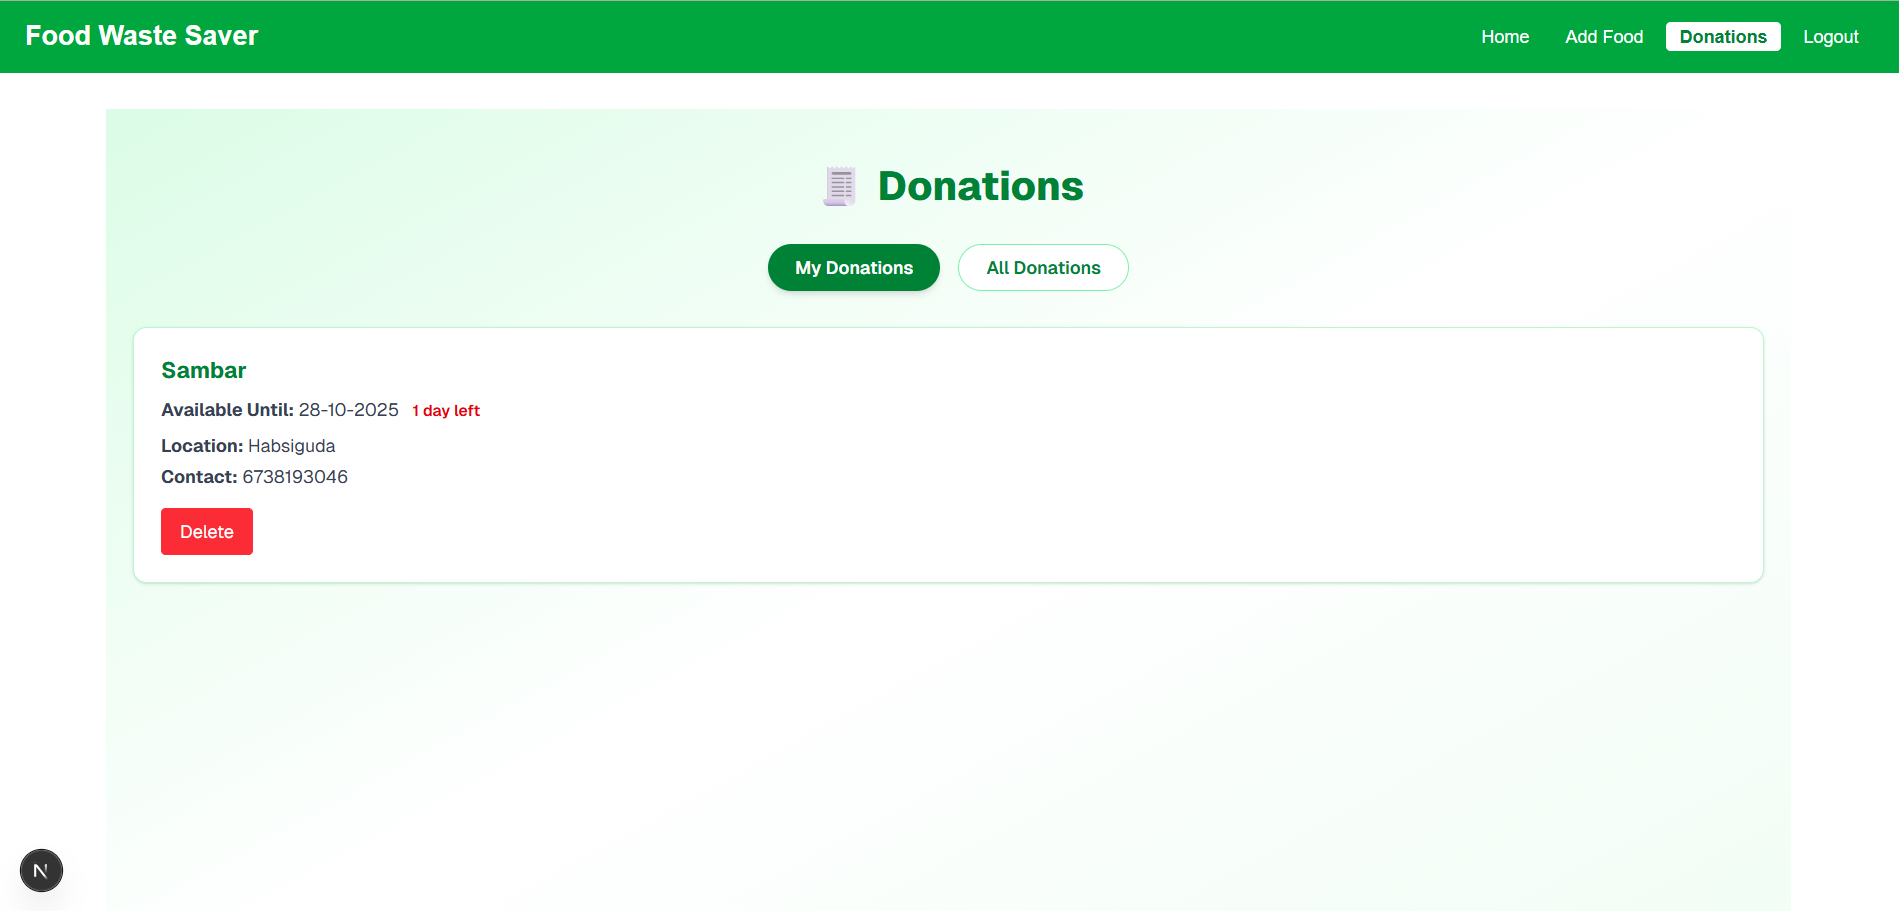 Food Waste Saver
Home Add Food Donations Logout
Donations
My Donations All Donations
Sambar
Available Until: 28-10-2025 1 day left
Location: Habsiguda
Contact: 6738193046
Delete
N